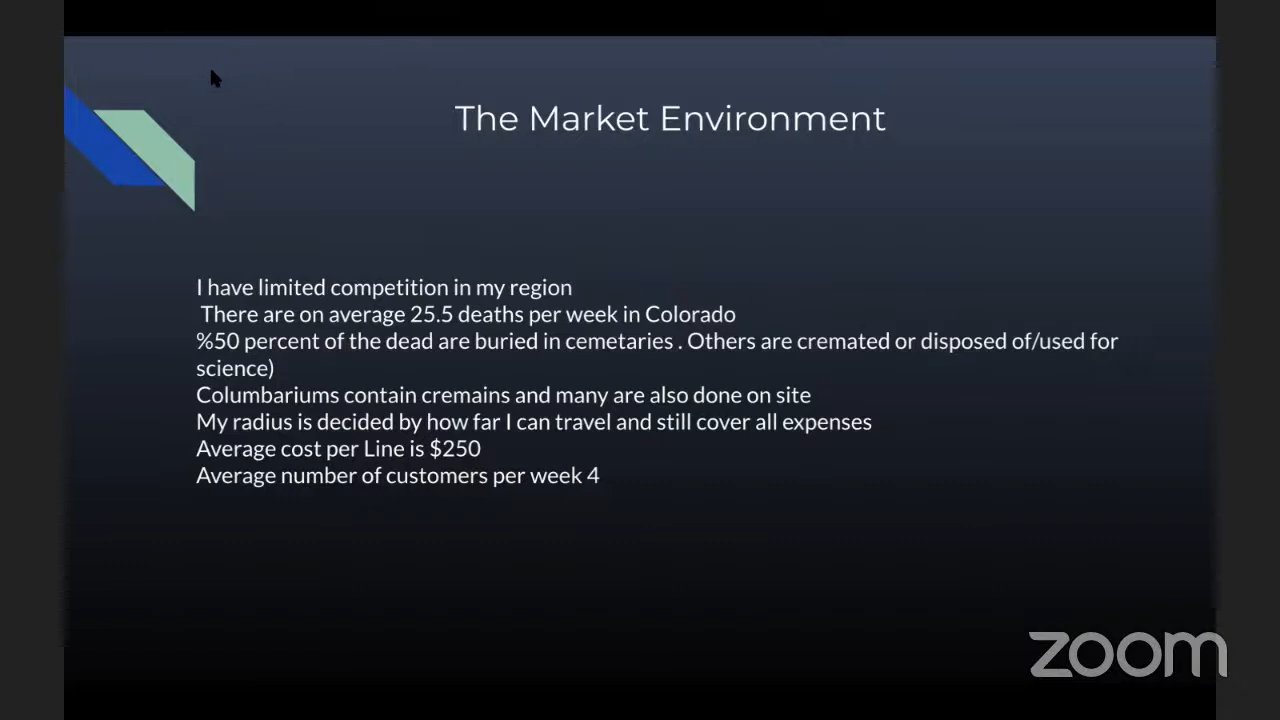 The Market Environment
I have limited competition in my region
There are on average 25.5 deaths per week in Colorado
%50 percent of the dead are buried in cemetaries . Others are cremated or disposed of/used for
science)
Columbariums contain cremains and many are also done on site
My radius is decided by how far I can travel and still cover all expenses
Average cost per Line is $250
Average number of customers per week 4
zoom